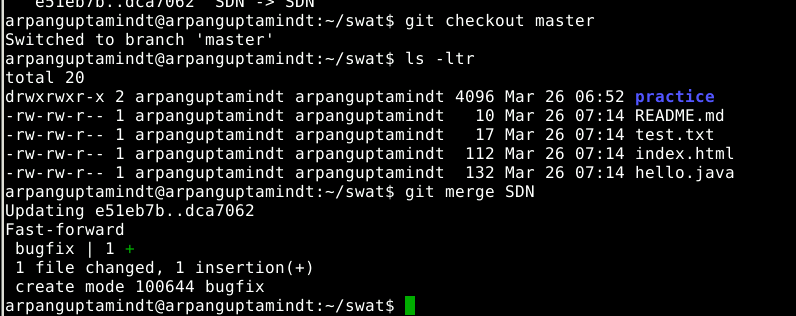 e51eb7b..dca7062  SDN -> SDN
arpanguptamindt@arpanguptamindt:~/swat$ git checkout master
Switched to branch 'master'
arpanguptamindt@arpanguptamindt:~/swat$ ls -ltr
total 20
drwxrwxr-x 2 arpanguptamindt arpanguptamindt 4096 Mar 26 06:52 practice
-rw-rw-r-- 1 arpanguptamindt arpanguptamindt   10 Mar 26 07:14 README.md
-rw-rw-r-- 1 arpanguptamindt arpanguptamindt   17 Mar 26 07:14 test.txt
-rw-rw-r-- 1 arpanguptamindt arpanguptamindt  112 Mar 26 07:14 index.html
-rw-rw-r-- 1 arpanguptamindt arpanguptamindt  132 Mar 26 07:14 hello.java
arpanguptamindt@arpanguptamindt:~/swat$ git merge SDN
Updating e51eb7b..dca7062
Fast-forward
 bugfix | 1 +
 1 file changed, 1 insertion(+)
 create mode 100644 bugfix
arpanguptamindt@arpanguptamindt:~/swat$